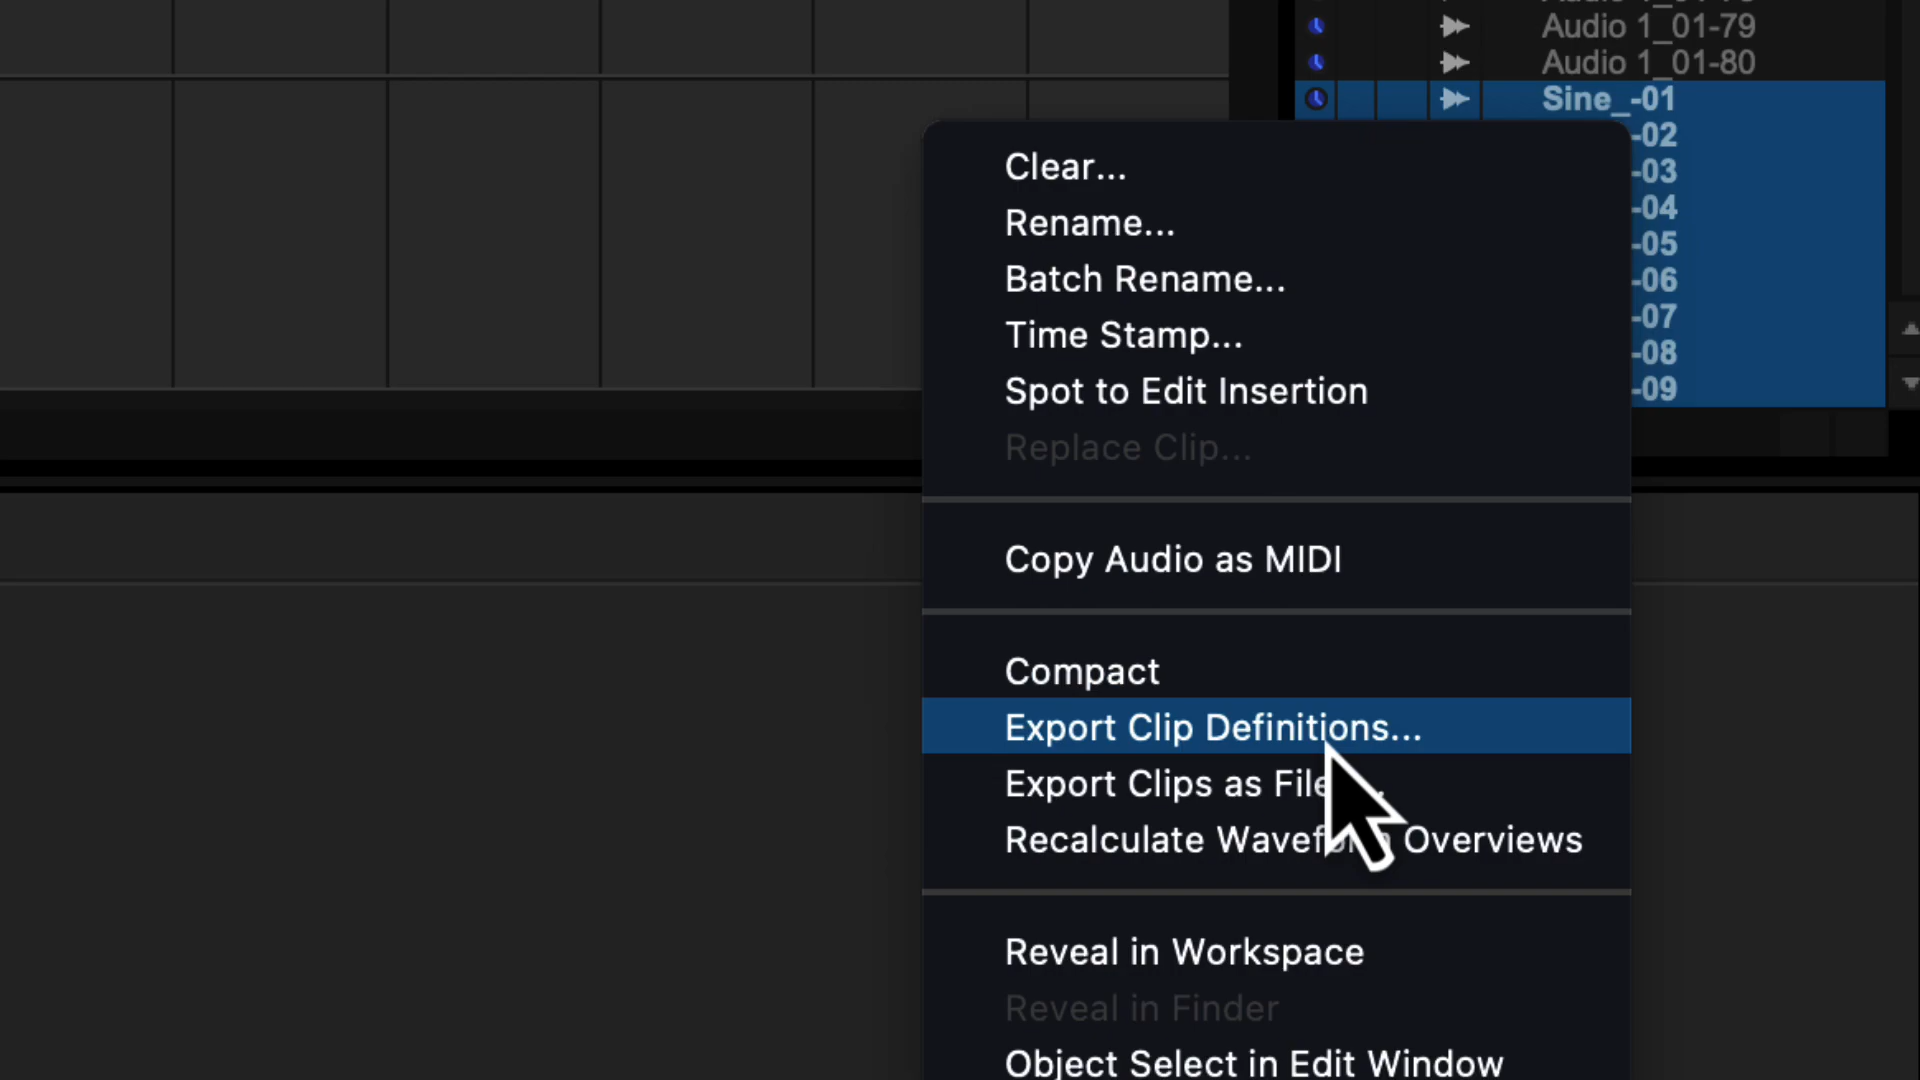 Audio 1_01-79
Audio 1_01-80
Sine_-01
-02
-03
-04
-05
-06
-07
-08
-09
Clear...
Rename...
Batch Rename...
Time Stamp...
Spot to Edit Insertion
Replace Clip...
Copy Audio as MIDI
Compact
Export Clip Definitions...
Export Clips as File
Recalculate Overviews
Reveal in Workspace
Reveal in Finder
Object Select in Edit Window